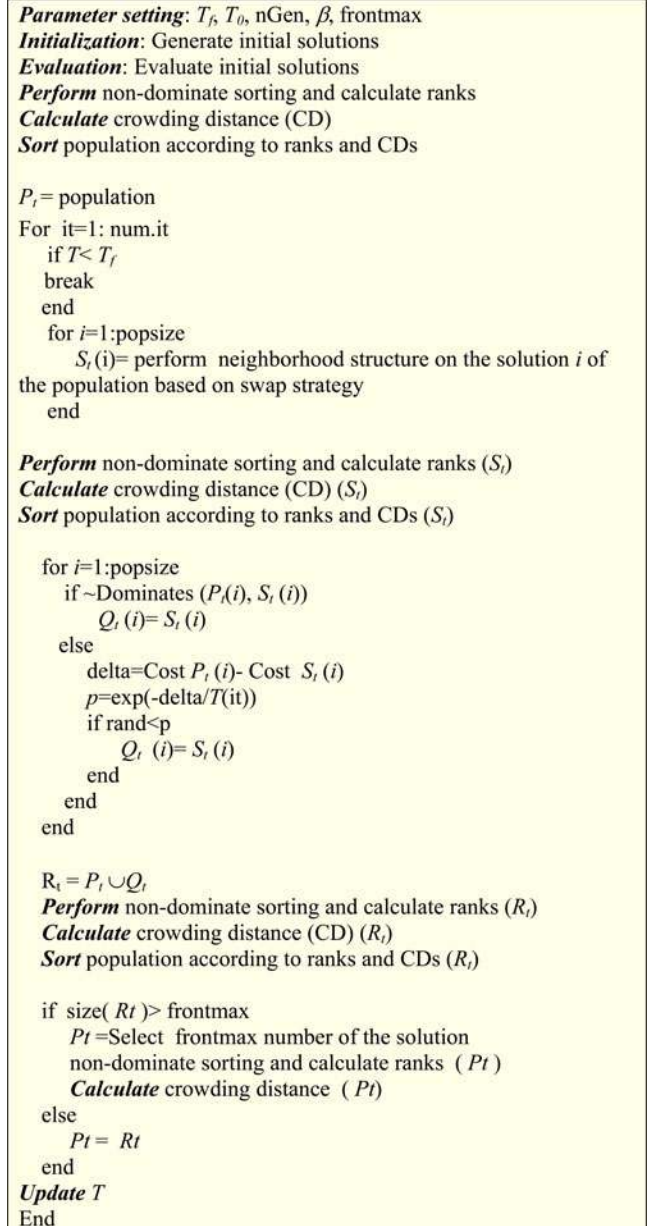 Parameter setting: Tf, T0, nGen, β, frontmax
Initialization: Generate initial solutions
Evaluation: Evaluate initial solutions
Perform non-dominate sorting and calculate ranks
Calculate crowding distance (CD)
Sort population according to ranks and CDs
Pt = population
For it=1: num.it
if T< Tf
break
end
for i=1:popsize
St (i)= perform neighborhood structure on the solution i of
the population based on swap strategy
end
Perform non-dominate sorting and calculate ranks (St)
Calculate crowding distance (CD) (St)
Sort population according to ranks and CDs (St)
for i=1:popsize
if ~Dominates (Pt(i), St (i))
Qt (i)= St (i)
else
delta=Cost Pt (i)- Cost St (i)
p=exp(-delta/T(it))
if rand<p
Qt (i)= St (i)
end
end
end
Rt = Pt ∪Qt
Perform non-dominate sorting and calculate ranks (Rt)
Calculate crowding distance (CD) (Rt)
Sort population according to ranks and CDs (Rt)
if size( Rt )> frontmax
Pt =Select frontmax number of the solution
non-dominate sorting and calculate ranks ( Pt )
Calculate crowding distance ( Pt)
else
Pt = Rt
end
Update T
End